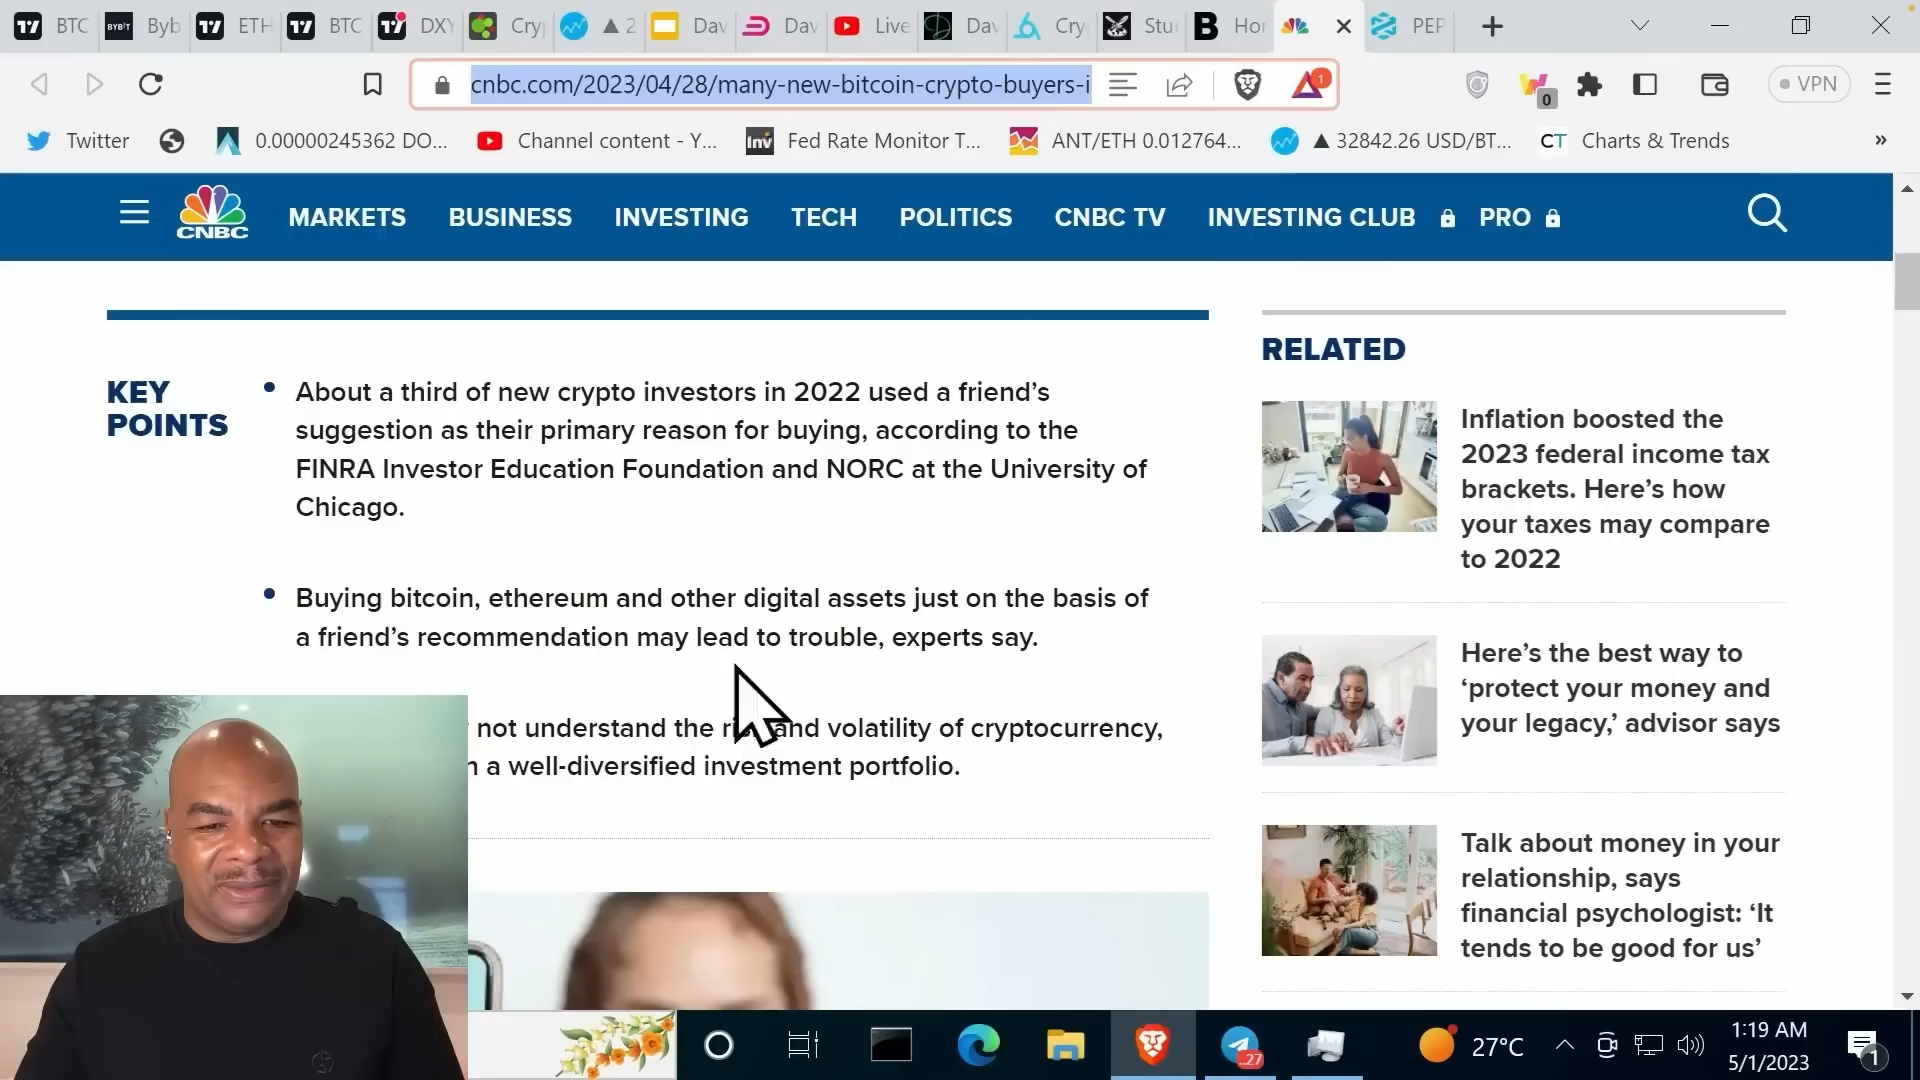 BTC
BYBIT
Byb
ETH
BTC
DXY
Cry
▲ 2
Dav
Dav
Live
Dav
Cry
Stu
B
Hor
PEP
cnbc.com/2023/04/28/many-new-bitcoin-crypto-buyers-i
1
0
VPN
Twitter
0.00000245362 DO...
Channel content - Y...
Inv
Fed Rate Monitor T...
ANT/ETH 0.012764...
▲ 32842.26 USD/BT...
CT
Charts & Trends
»
CNBC
MARKETS
BUSINESS
INVESTING
TECH
POLITICS
CNBC TV
INVESTING CLUB
PRO
KEY
POINTS
• About a third of new crypto investors in 2022 used a friend’s
suggestion as their primary reason for buying, according to the
FINRA Investor Education Foundation and NORC at the University of
Chicago.
• Buying bitcoin, ethereum and other digital assets just on the basis of
a friend’s recommendation may lead to trouble, experts say.
not understand the and volatility of cryptocurrency,
a well-diversified investment portfolio.
RELATED
Inflation boosted the
2023 federal income tax
brackets. Here’s how
your taxes may compare
to 2022
Here’s the best way to
‘protect your money and
your legacy,’ advisor says
Talk about money in your
relationship, says
financial psychologist: ‘It
tends to be good for us’
..27
27°C
1:19 AM
5/1/2023
1